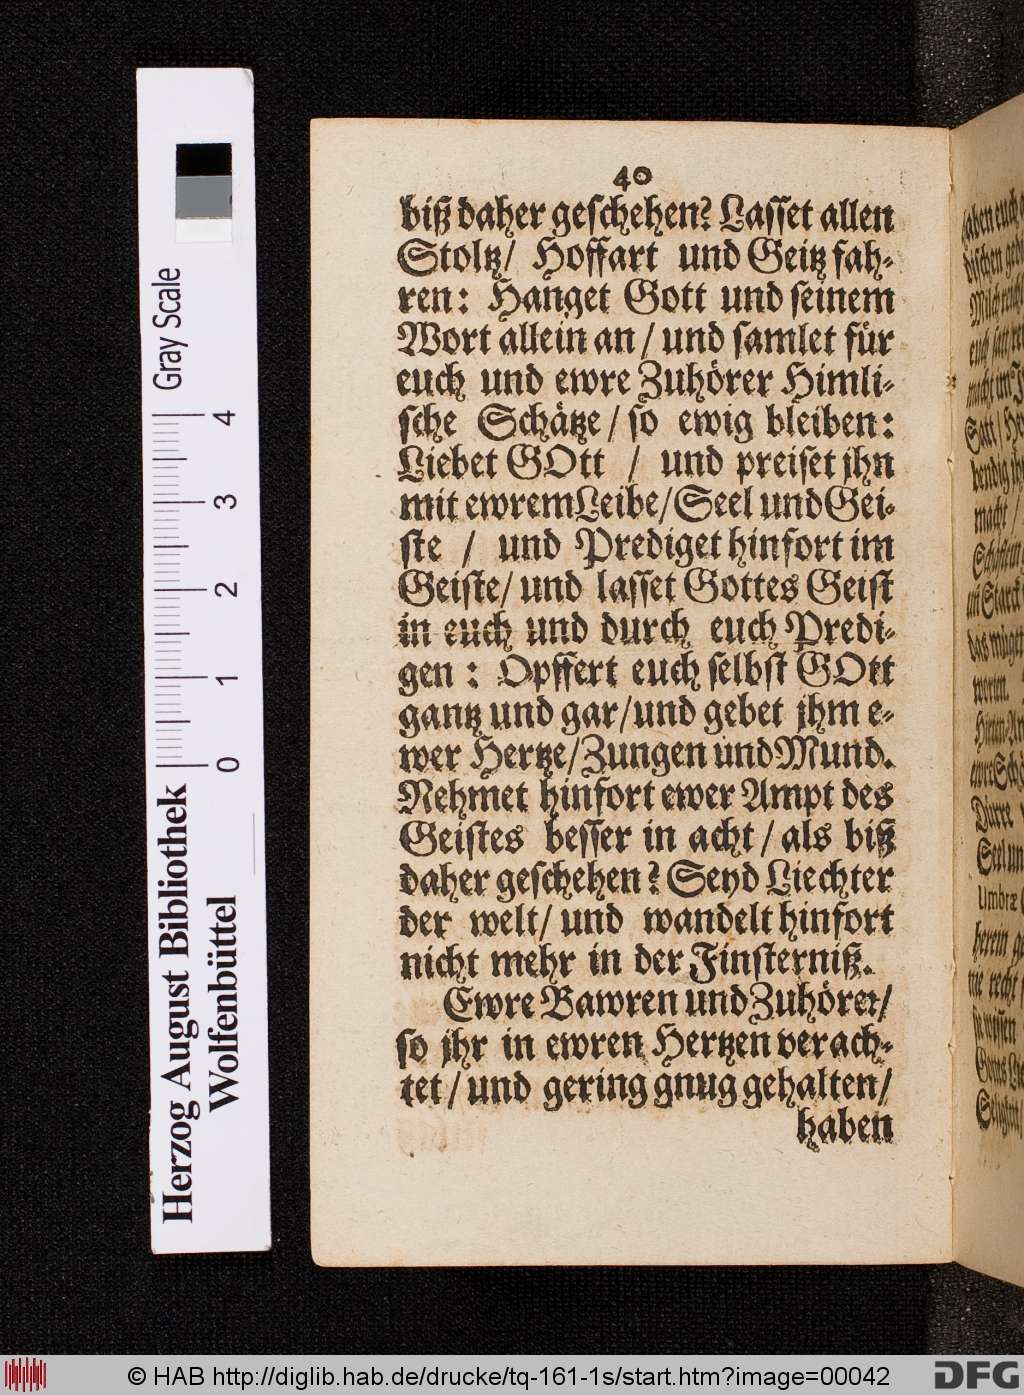 40
biß daher geschehen? Lasset allen
Stoltz/ Hoffart und Geitz fah-
ren: Hanget Gott und seinem
Wort allein an / und samlet für
euch und ewre Zuhörer Himli-
sche Schätze / so ewig bleiben:
Liebet GOtt / und preiset jhn
mit ewrem Leibe/ Seel und Gei-
ste / und Prediget hinfort im
Geiste/ und lasset Gottes Geist
in euch und durch euch Predi-
gen : Opffert euch selbst GOtt
gantz und gar/ und gebet jhm e-
wer Hertze/ Zungen und Mund.
Nehmet hinfort ewer Ampt des
Geistes besser in acht / als biß
daher geschehen? Seyd Liechter
der welt/ und wandelt hinfort
nicht mehr in der Finsterniß.
Ewre Bawren und Zuhörer/
so jhr in ewren Hertzen verach-
tet / und gering gnug gehalten/
haben
Gray Scale
0 1 2 3 4
Herzog August Bibliothek
Wolfenbüttel
© HAB http://diglib.hab.de/drucke/tq-161-1s/start.htm?image=00042
DFG